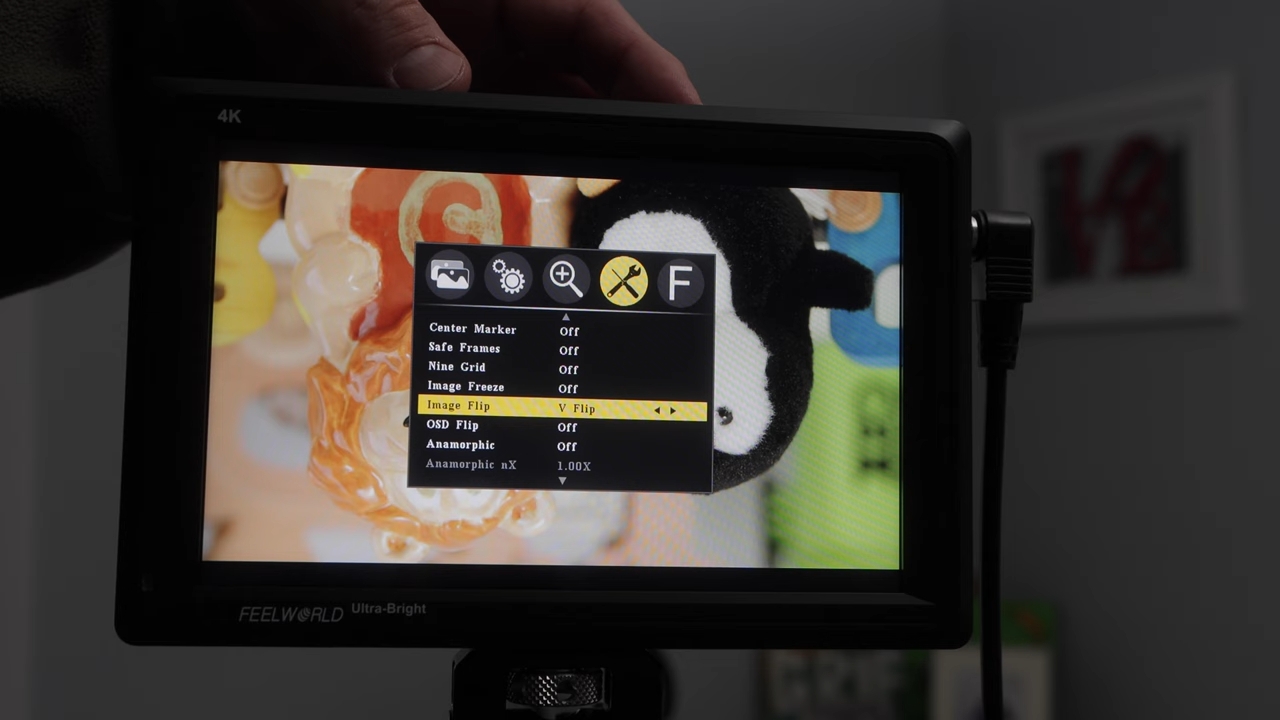 4K
F
Center Marker Off
Safe Frames Off
Nine Grid Off
Image Freeze Off
Image Flip V Flip
OSD Flip Off
Anamorphic Off
Anamorphic nX 1.00X
FEELWORLD Ultra-Bright